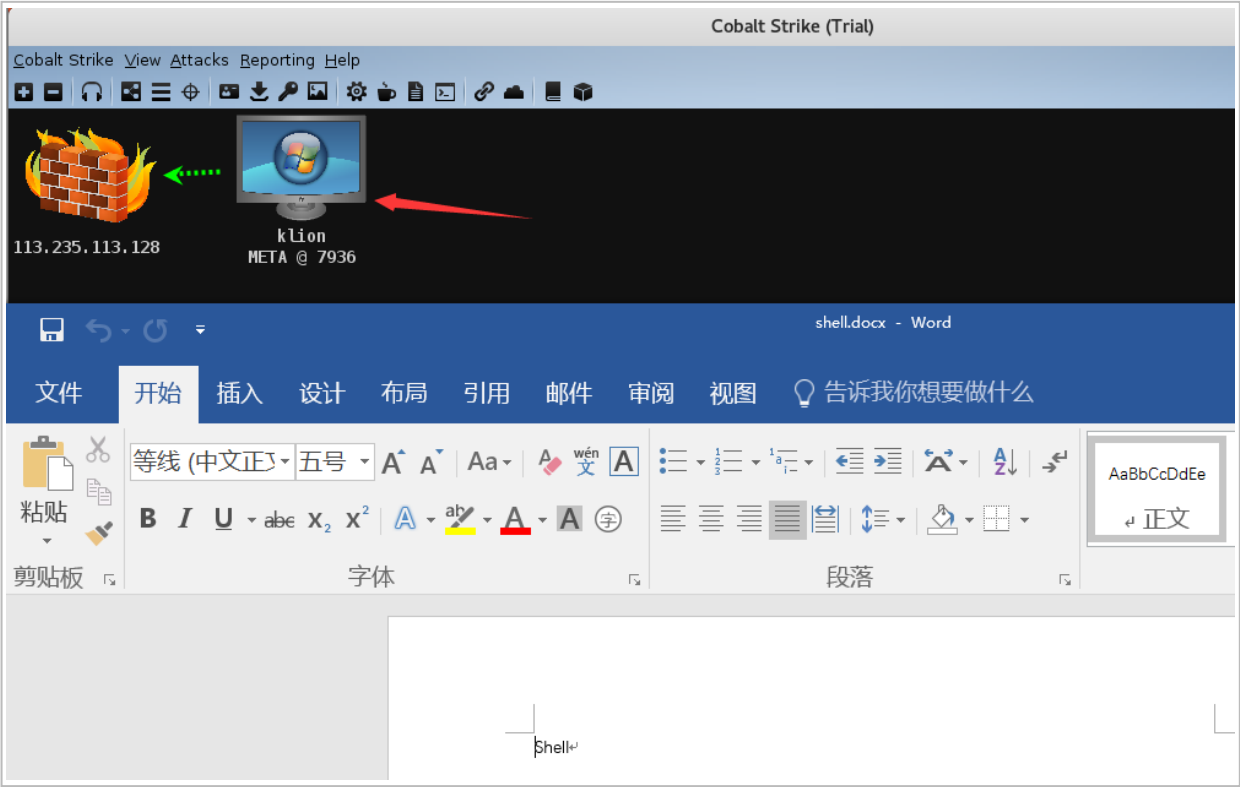 Cobalt Strike (Trial)
Cobalt Strike View Attacks Reporting Help
113.235.113.128
klion
META @ 7936
shell.docx - Word
文件 开始 插入 设计 布局 引用 邮件 审阅 视图 告诉我你想要做什么
等线 (中文正文 五号 A A Aa wén 文 A
AaBbCcDdEe
粘贴
B I U abc X₂ X² A ab A A 字
正文
剪贴板 字体 段落
Shell